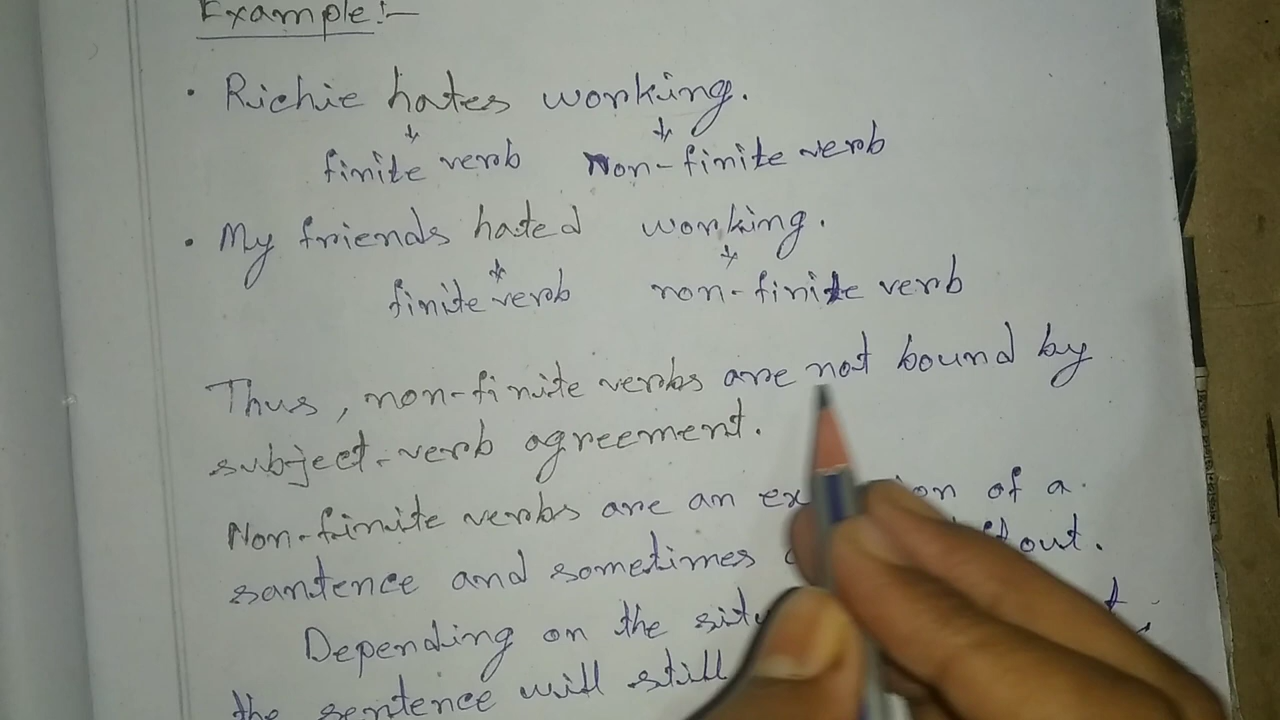 Example:-
• Richie hates working.
finite verb Non-finite verb
• My friends hated working.
finite verb non-finite verb
Thus, non-finite verbs are not bound by
subject-verb agreement.
Non-finite verbs are an of a
santence and sometimes out.
Depending on the
the sentence will still